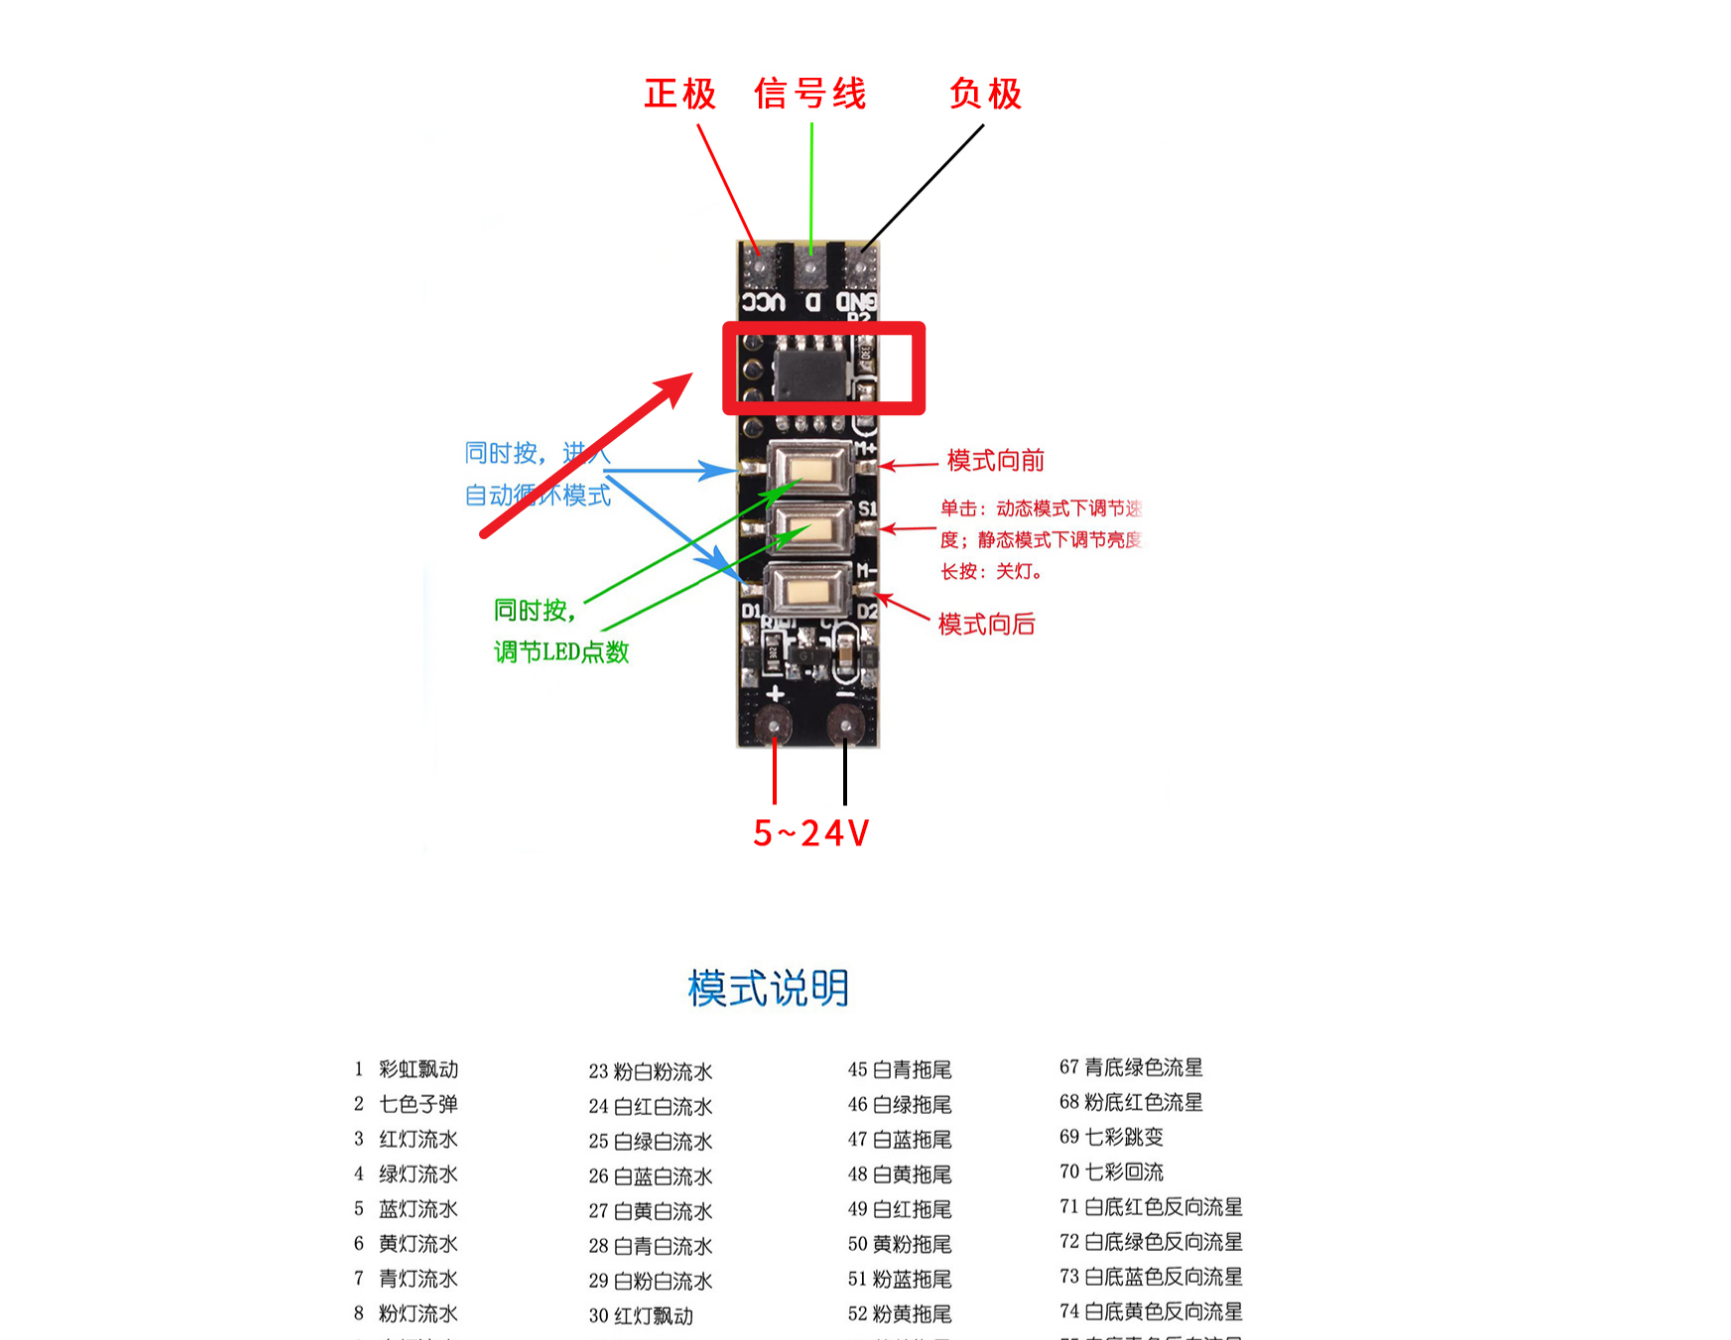 正极 信号线 负极
VCC D GND
R2
M+
同时按，进入
自动循环模式
模式向前
S1
单击：动态模式下调节速
度；静态模式下调节亮度
长按：关灯。
M-
同时按，
调节LED点数
D1 D2
模式向后
+ -
5~24V
模式说明
1 彩虹飘动
2 七色子弹
3 红灯流水
4 绿灯流水
5 蓝灯流水
6 黄灯流水
7 青灯流水
8 粉灯流水
23 粉白粉流水
24 白红白流水
25 白绿白流水
26 白蓝白流水
27 白黄白流水
28 白青白流水
29 白粉白流水
30 红灯飘动
45 白青拖尾
46 白绿拖尾
47 白蓝拖尾
48 白黄拖尾
49 白红拖尾
50 黄粉拖尾
51 粉蓝拖尾
52 粉黄拖尾
67 青底绿色流星
68 粉底红色流星
69 七彩跳变
70 七彩回流
71 白底红色反向流星
72 白底绿色反向流星
73 白底蓝色反向流星
74 白底黄色反向流星